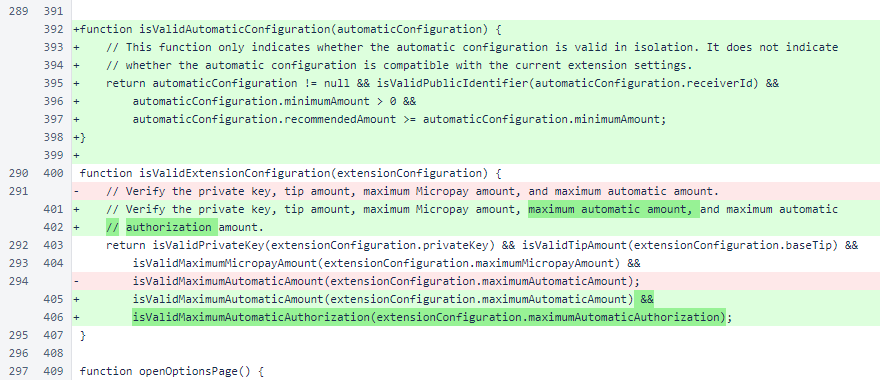 289 391
392 +function isValidAutomaticConfiguration(automaticConfiguration) {
393 + // This function only indicates whether the automatic configuration is valid in isolation. It does not indicate
394 + // whether the automatic configuration is compatible with the current extension settings.
395 + return automaticConfiguration != null && isValidPublicIdentifier(automaticConfiguration.receiverId) &&
396 + automaticConfiguration.minimumAmount > 0 &&
397 + automaticConfiguration.recommendedAmount >= automaticConfiguration.minimumAmount;
398 +}
399 +
290 400 function isValidExtensionConfiguration(extensionConfiguration) {
291 - // Verify the private key, tip amount, maximum Micropay amount, and maximum automatic amount.
401 + // Verify the private key, tip amount, maximum Micropay amount, maximum automatic amount, and maximum automatic
402 + // authorization amount.
292 403 return isValidPrivateKey(extensionConfiguration.privateKey) && isValidTipAmount(extensionConfiguration.baseTip) &&
293 404 isValidMaximumMicropayAmount(extensionConfiguration.maximumMicropayAmount) &&
294 - isValidMaximumAutomaticAmount(extensionConfiguration.maximumAutomaticAmount);
405 + isValidMaximumAutomaticAmount(extensionConfiguration.maximumAutomaticAmount) &&
406 + isValidMaximumAutomaticAuthorization(extensionConfiguration.maximumAutomaticAuthorization);
295 407 }
296 408
297 409 function openOptionsPage() {